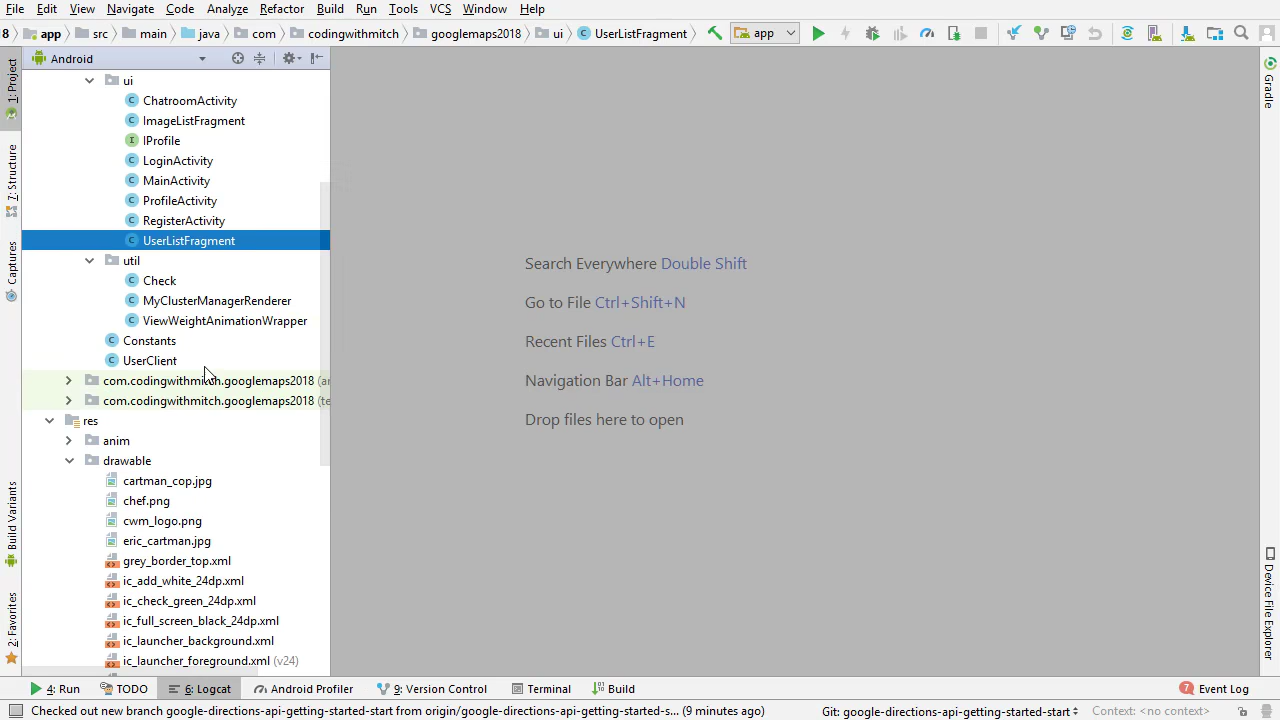 File Edit View Navigate Code Analyze Refactor Build Run Tools VCS Window Help
8 app src main java com codingwithmitch googlemaps2018 ui UserListFragment app
Android
ui
ChatroomActivity
ImageListFragment
IProfile
LoginActivity
MainActivity
ProfileActivity
RegisterActivity
UserListFragment
util
Check
MyClusterManagerRenderer
ViewWeightAnimationWrapper
Constants
UserClient
com.codingwithmitch.googlemaps2018 (ar
com.codingwithmitch.googlemaps2018 (te
res
anim
drawable
cartman_cop.jpg
chef.png
cwm_logo.png
eric_cartman.jpg
grey_border_top.xml
ic_add_white_24dp.xml
ic_check_green_24dp.xml
ic_full_screen_black_24dp.xml
ic_launcher_background.xml
ic_launcher_foreground.xml (v24)
1: Project
7: Structure
Captures
Build Variants
2: Favorites
Search Everywhere Double Shift
Go to File Ctrl+Shift+N
Recent Files Ctrl+E
Navigation Bar Alt+Home
Drop files here to open
Gradle
Device File Explorer
4: Run TODO 6: Logcat Android Profiler 9: Version Control Terminal Build 7 Event Log
Checked out new branch google-directions-api-getting-started-start from origin/google-directions-api-getting-started-s... (9 minutes ago) Git: google-directions-api-getting-started-start Context: <no context>